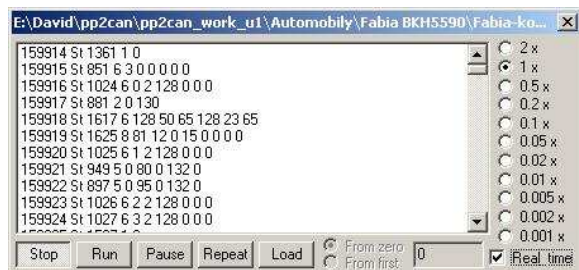 E:\David\pp2can\pp2can_work_u1\Automobily\Fabia BKH5590\Fabia-ko...
159914 St 1361 1 0
159915 St 851 6 3 0 0 0 0 0
159916 St 1024 6 0 2 128 0 0 0
159917 St 881 2 0 130
159918 St 1617 6 128 50 65 128 23 65
159919 St 1625 8 81 12 0 15 0 0 0 0
159920 St 1025 6 1 2 128 0 0 0
159921 St 949 5 0 80 0 132 0
159922 St 897 5 0 95 0 132 0
159923 St 1026 6 2 2 128 0 0 0
159924 St 1027 6 3 2 128 0 0 0
2 x
1 x
0.5 x
0.2 x
0.1 x
0.05 x
0.02 x
0.01 x
0.005 x
0.002 x
0.001 x
Stop Run Pause Repeat Load
From zero
From first
0
Real time